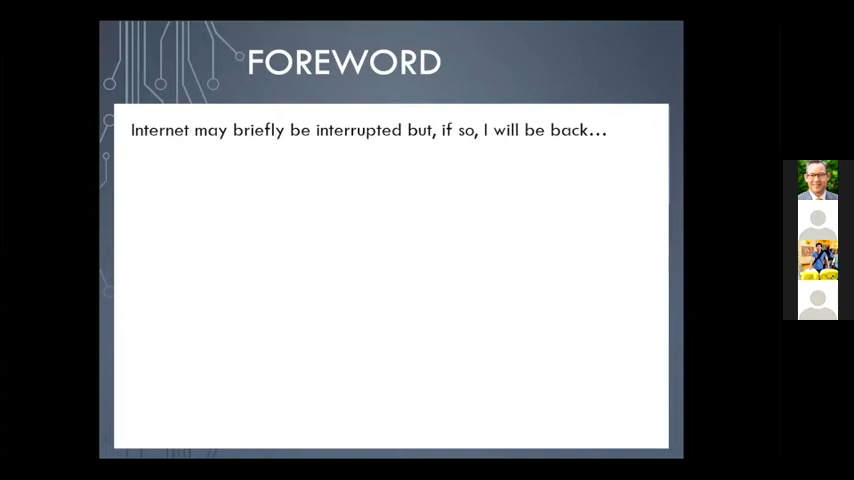 FOREWORD
Internet may briefly be interrupted but, if so, I will be back...